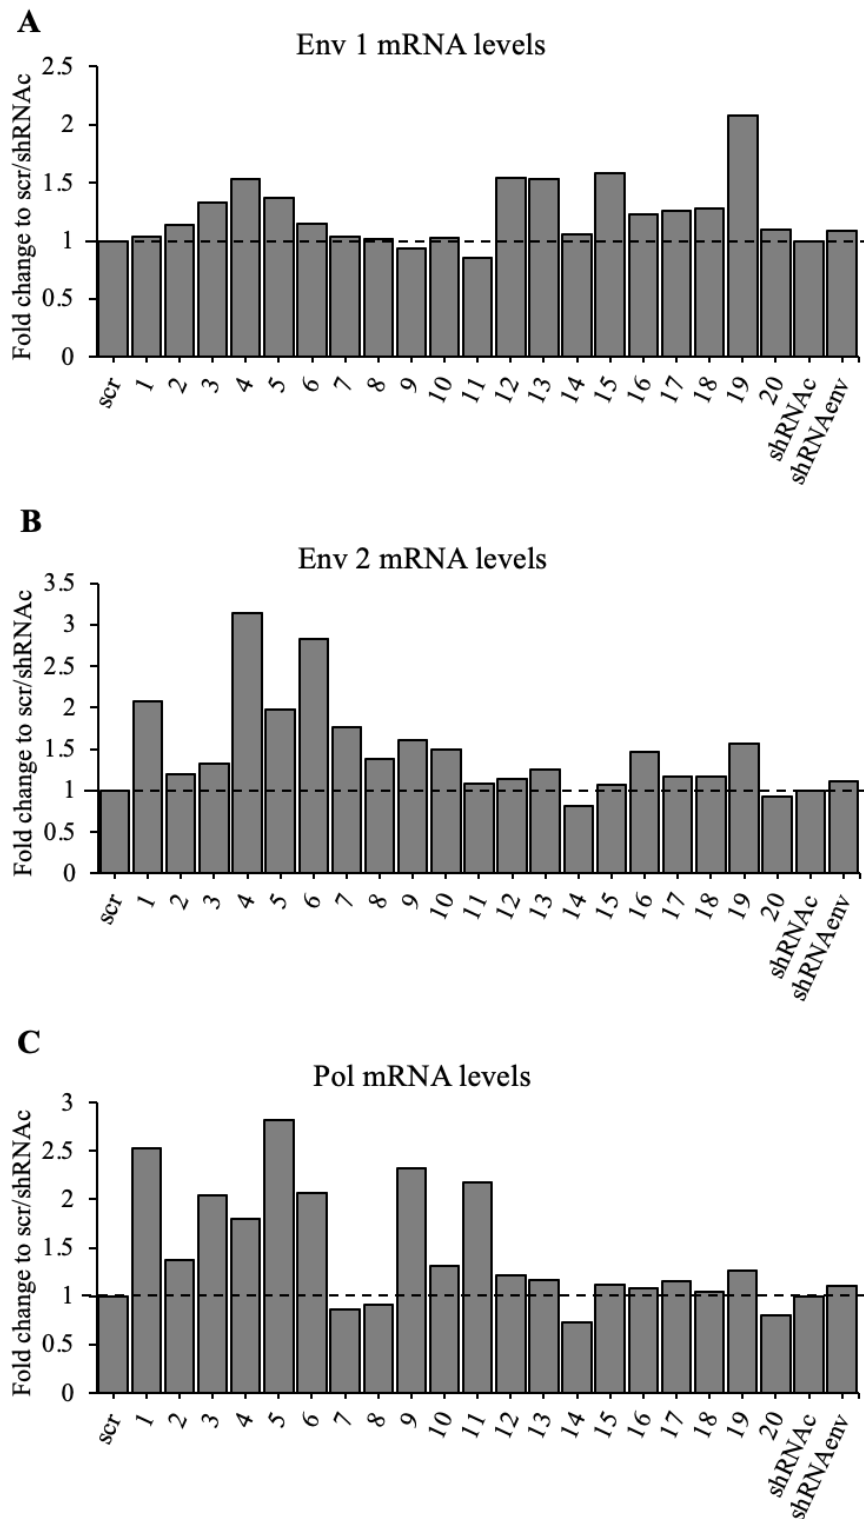 A
Env 1 mRNA levels
Fold change to scr/shRNAc
2.5
2
1.5
1
0.5
0
scr 1 2 3 4 5 6 7 8 9 10 11 12 13 14 15 16 17 18 19 20 shRNAc shRNAenv
B
Env 2 mRNA levels
Fold change to scr/shRNAc
3.5
3
2.5
2
1.5
1
0.5
0
scr 1 2 3 4 5 6 7 8 9 10 11 12 13 14 15 16 17 18 19 20 shRNAc shRNAenv
C
Pol mRNA levels
Fold change to scr/shRNAc
3
2.5
2
1.5
1
0.5
0
scr 1 2 3 4 5 6 7 8 9 10 11 12 13 14 15 16 17 18 19 20 shRNAc shRNAenv